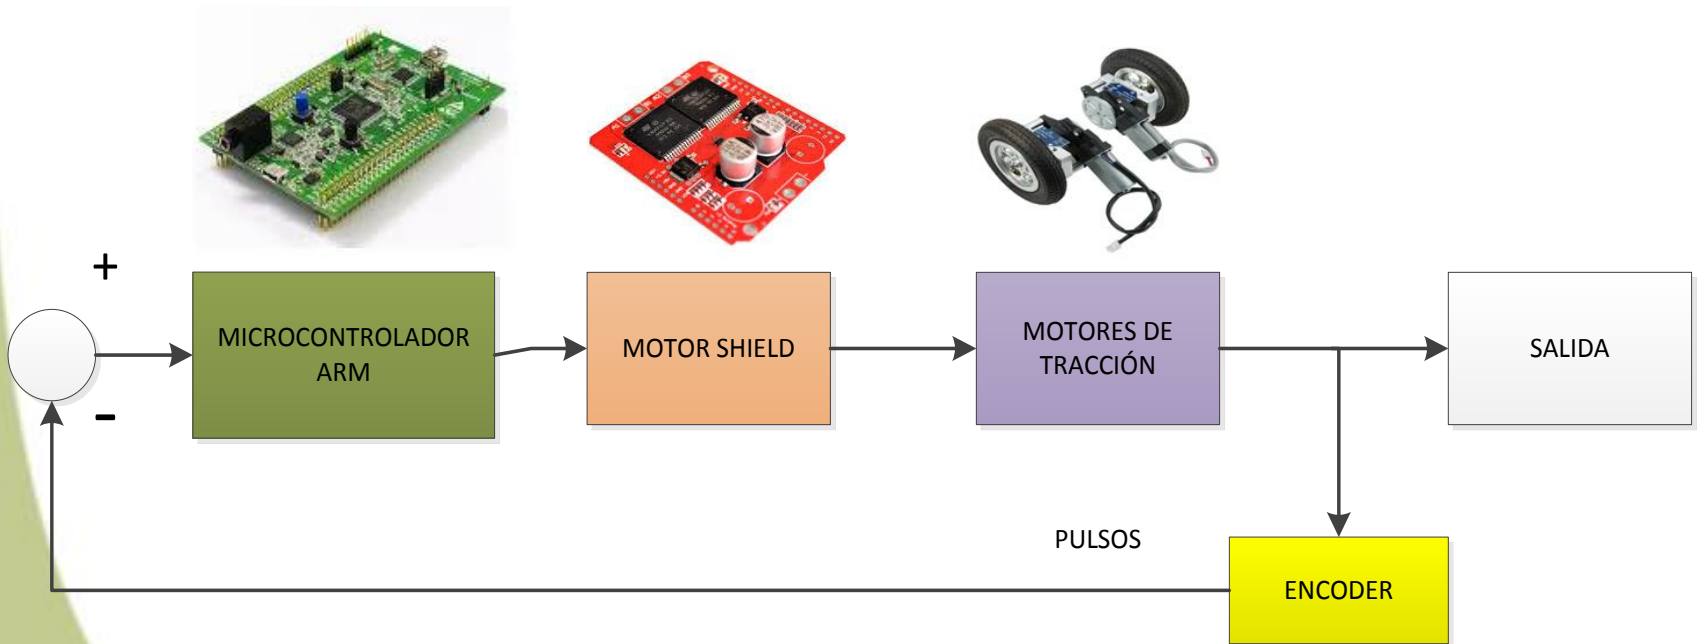 +
MICROCONTROLADOR
ARM
MOTOR SHIELD
MOTORES DE
TRACCIÓN
SALIDA
-
PULSOS
ENCODER